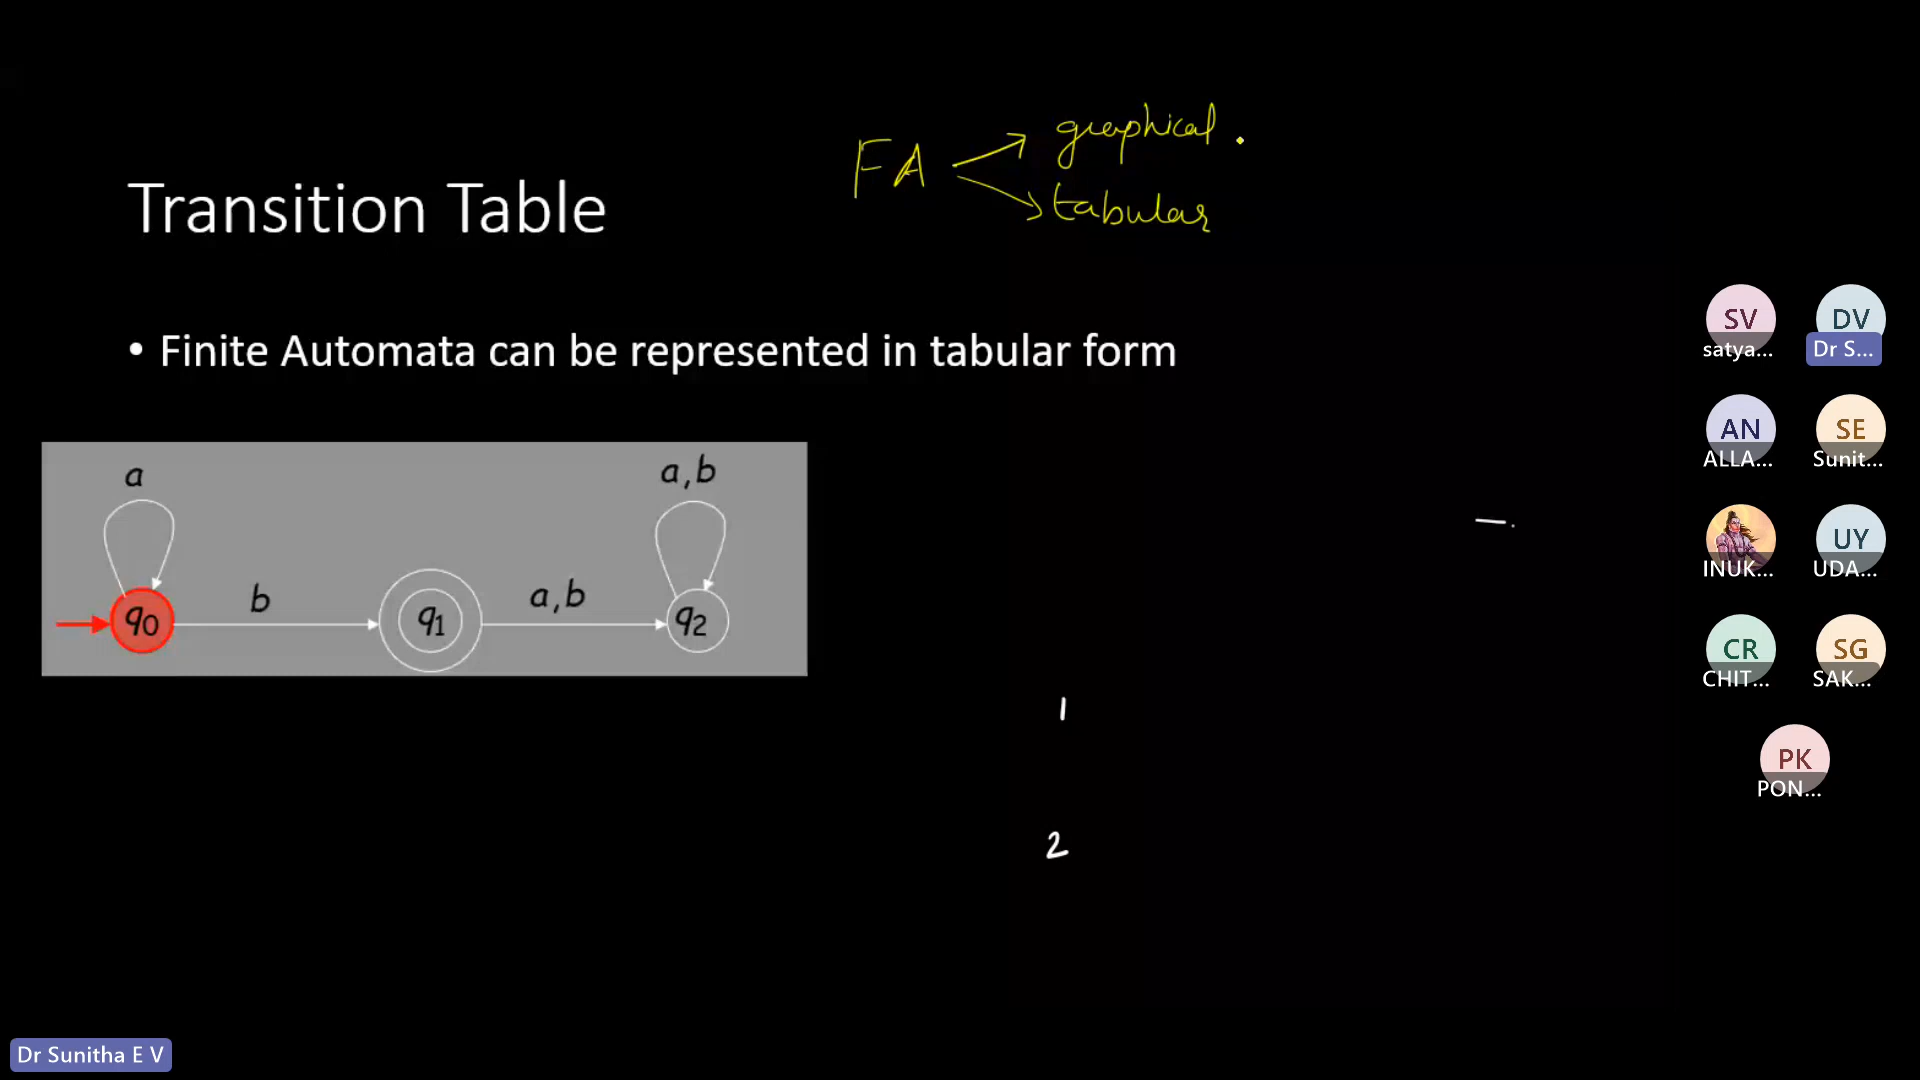 graphical .
FA
tabular
Transition Table
• Finite Automata can be represented in tabular form
a
a,b
b
a,b
q0
q1
q2
1
2
SV
DV
satya...
Dr S...
AN
SE
ALLA...
Sunit...
UY
INUK...
UDA...
CR
SG
CHIT...
SAK...
PK
PON...
Dr Sunitha E V